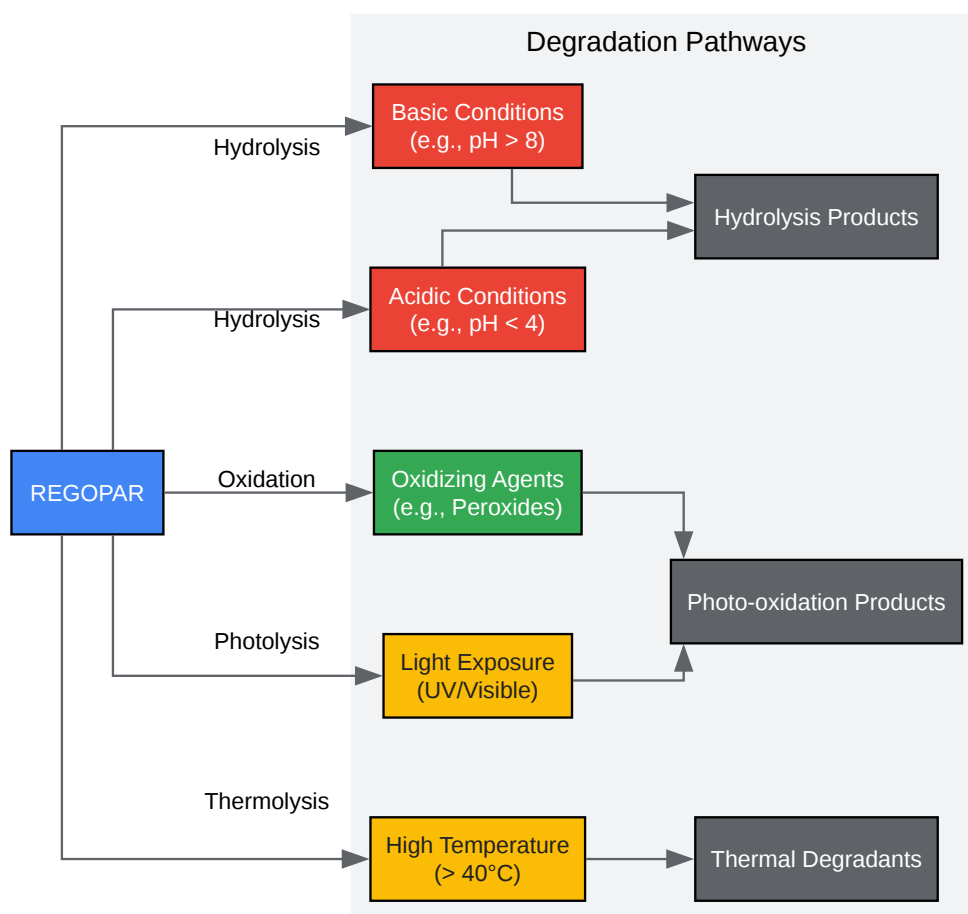 Degradation Pathways
Basic Conditions
(e.g., pH > 8)
Hydrolysis
Hydrolysis Products
Acidic Conditions
(e.g., pH < 4)
Hydrolysis
REGOPAR
Oxidation
Oxidizing Agents
(e.g., Peroxides)
Photo-oxidation Products
Photolysis
Light Exposure
(UV/Visible)
Thermolysis
High Temperature
(> 40°C)
Thermal Degradants